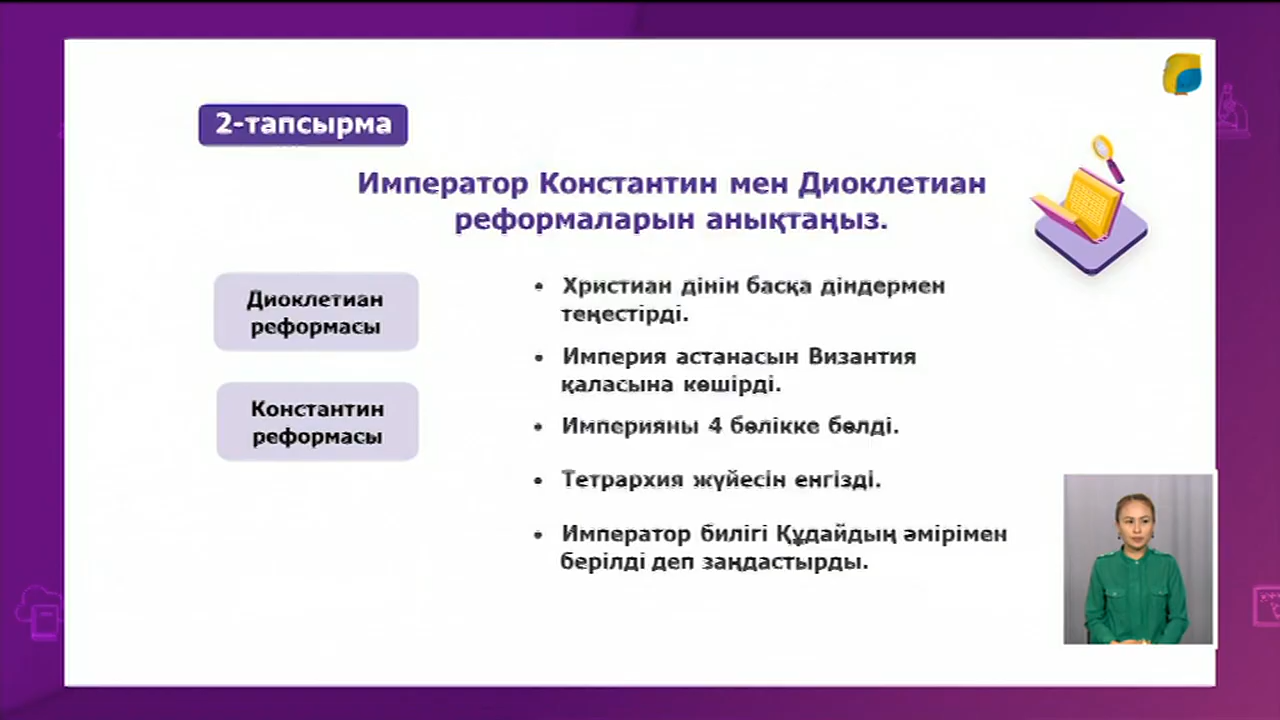 2-тапсырма
Император Константин мен Диоклетиан
реформаларын анықтаңыз.
Диоклетиан
реформасы
Константин
реформасы
• Христиан дінін басқа діндермен
теңестірді.
• Империя астанасын Византия
қаласына көшірді.
• Империяны 4 бөлікке бөлді.
• Тетрархия жүйесін енгізді.
• Император билігі Құдайдың әмірімен
берілді деп заңдастырды.